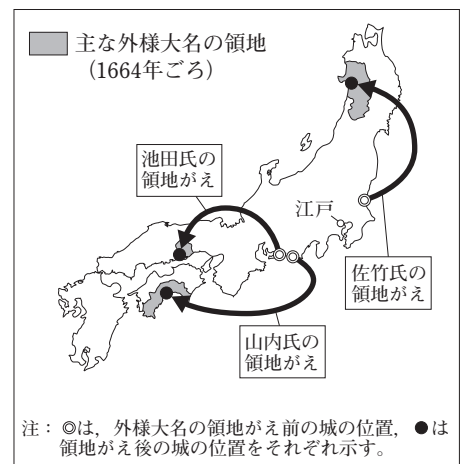 主な外様大名の領地
（1664年ごろ）
池田氏の
領地がえ
江戸
佐竹氏の
領地がえ
山内氏の
領地がえ
注：◎は，外様大名の領地がえ前の城の位置，●は
領地がえ後の城の位置をそれぞれ示す。